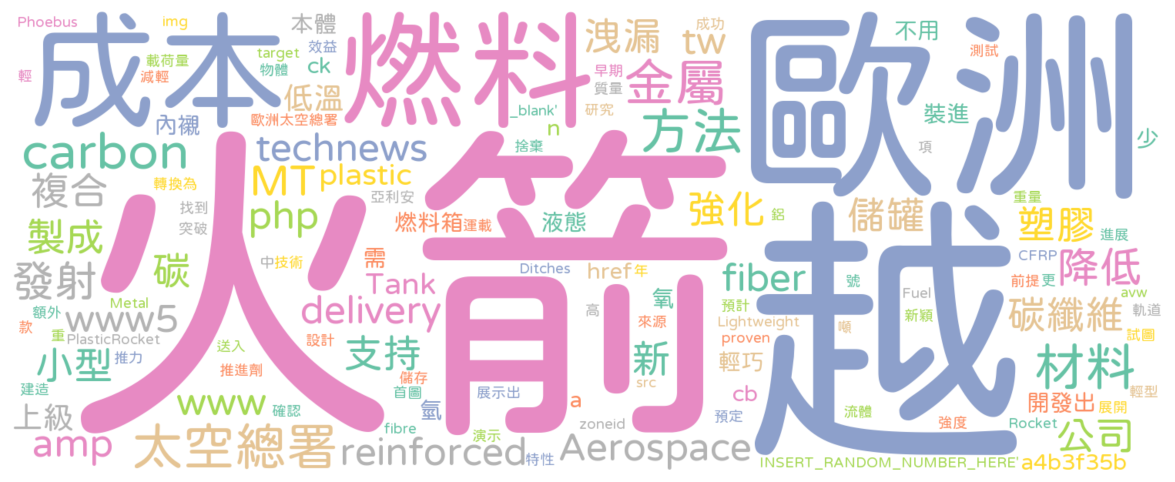 Phoebus
img
成本
燃料
歐洲
本體
洩漏
成功
tw
不用
測試
載荷量
target
效益
ck
輕
減輕
物體
早期
金屬
質量
低溫
歐洲太空總署
_blank'
研究
內襯
n
方法
裝進
少
carbon
technews
捨棄
項
火箭
越
複合
轉換為
MT
plastic
亞利安
強化
鋁
儲罐
重量
塑膠
進展
製成
找到
突破
php
燃料箱
運載
液態
發射
碳
中
技術
需
Ditches
href
年
fiber
號
CFRP
前提
更
降低
額外
Metal
Tank
氧
預計
Fuel
avw
款
www5
delivery
高
來源
Lightweight
新穎
碳纖維
軌道
重
PlasticRocket
設計
proven
噸
試圖
小型
推力
送入
支持
新
輕巧
材料
建造
推進劑
儲存
首圖
展示出
src
cb
輕型
上級
www
確認
氫
a
預定
流體
開發出
展開
amp
太空總署
fibre
演示
zoneid
強度
Rocket
公司
reinforced
特性
Aerospace
INSERT_RANDOM_NUMBER_HERE'
a4b3f35b